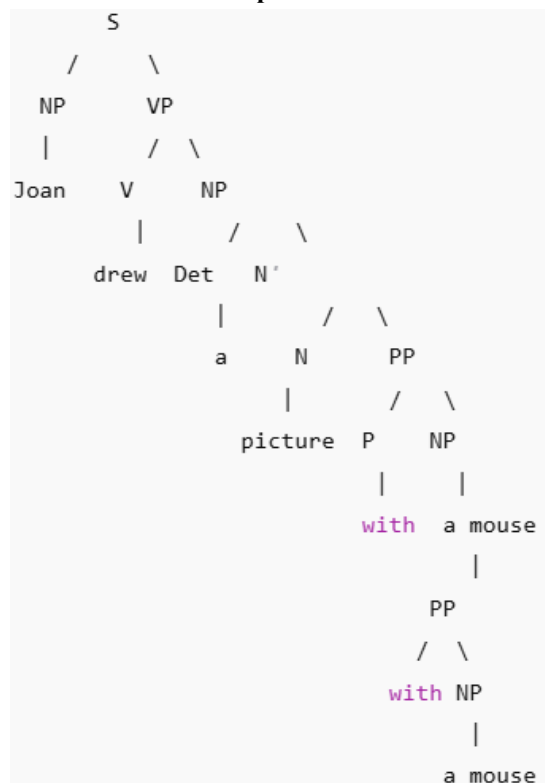 S
/ \
NP VP
| / \
Joan V NP
| / \
drew Det N'
| / \
a N PP
| / \
picture P NP
| |
with a mouse
|
PP
/ \
with NP
|
a mouse